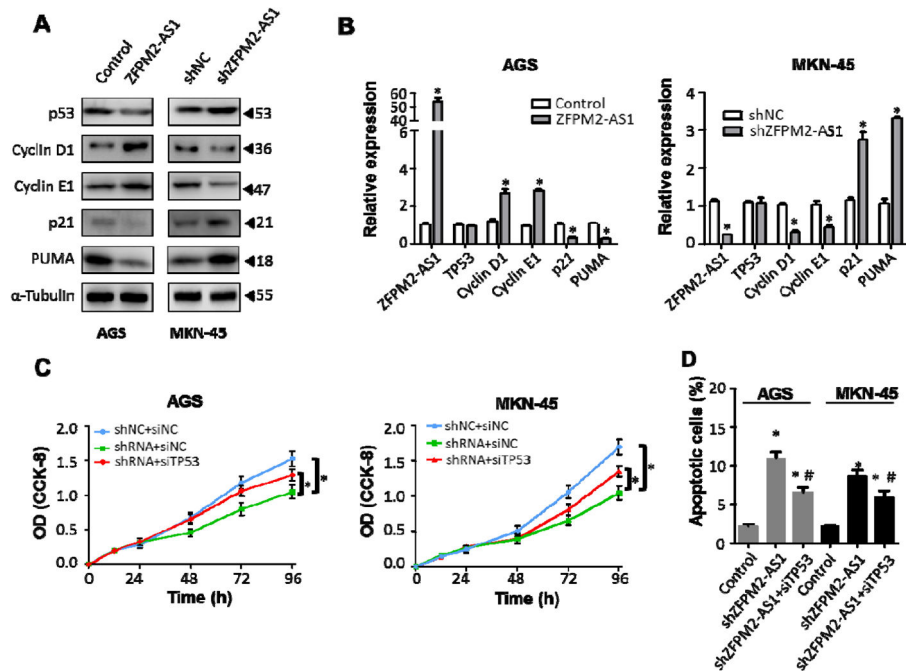 A
Control
ZFPM2-AS1
shNC
shZFPM2-AS1
p53
53
Cyclin D1
36
Cyclin E1
47
p21
21
PUMA
18
α-Tubulin
55
AGS
MKN-45
B
AGS
Relative expression
60
50
40
6
4
2
0
Control
ZFPM2-AS1
*
*
*
*
*
ZFPM2-AS1
TP53
Cyclin D1
Cyclin E1
p21
PUMA
MKN-45
Relative expression
4
3
2
1
0
shNC
shZFPM2-AS1
*
*
*
*
*
ZFPM2-AS1
TP53
Cyclin D1
Cyclin E1
p21
PUMA
C
AGS
OD (CCK-8)
2.0
1.5
1.0
0.5
0.0
shNC+siNC
shRNA+siNC
shRNA+siTP53
*
*
0 24 48 72 96
Time (h)
MKN-45
OD (CCK-8)
2.0
1.5
1.0
0.5
0.0
shNC+siNC
shRNA+siNC
shRNA+siTP53
*
*
0 24 48 72 96
Time (h)
D
AGS
MKN-45
Apoptotic cells (%)
20
15
10
5
0
*
* #
*
* #
Control
shZFPM2-AS1
shZFPM2-AS1+siTP53
Control
shZFPM2-AS1
shZFPM2-AS1+siTP53